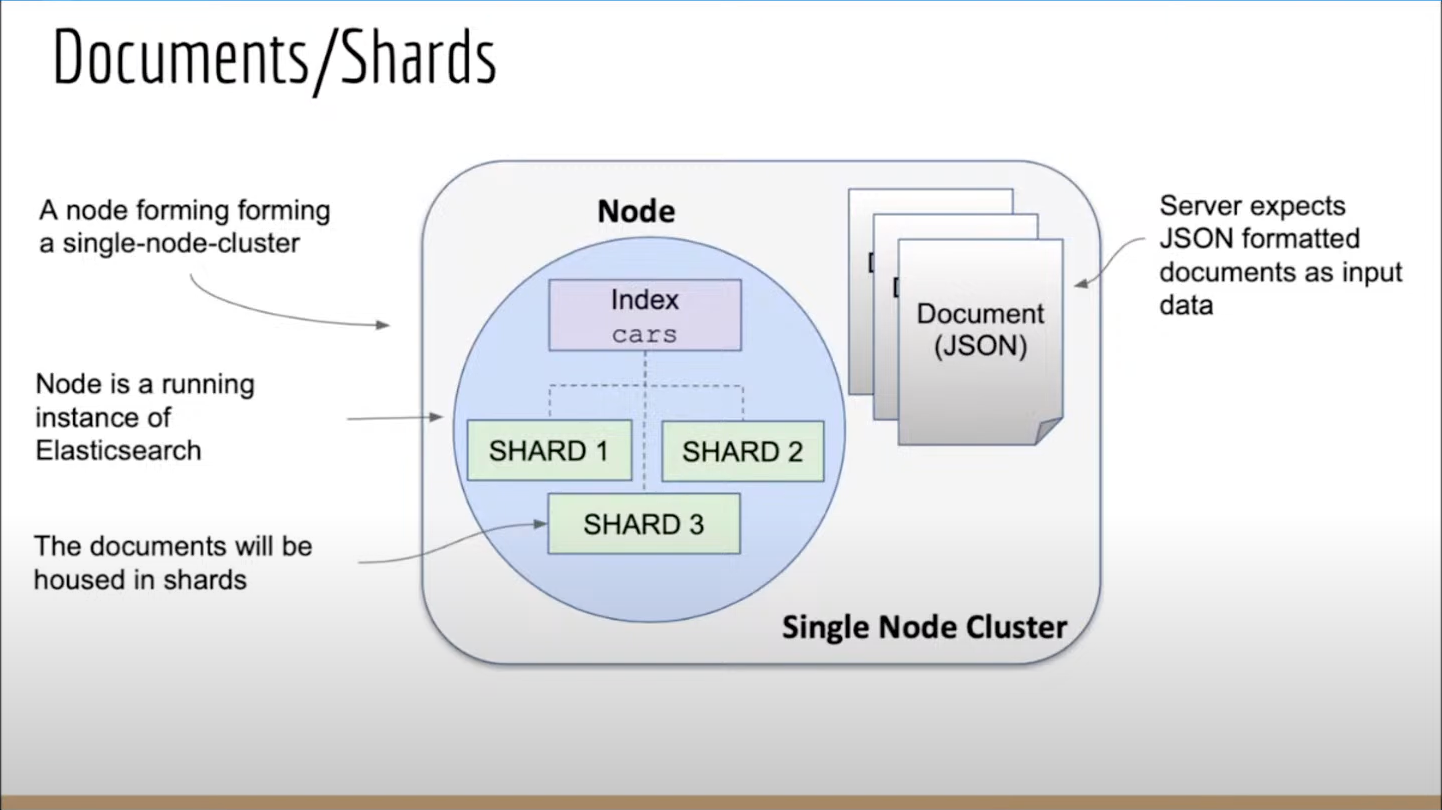 Documents/Shards
A node forming forming
a single-node-cluster
Node is a running
instance of
Elasticsearch
The documents will be
housed in shards
Node
Index
cars
SHARD 1
SHARD 2
SHARD 3
Document
(JSON)
Single Node Cluster
Server expects
JSON formatted
documents as input
data